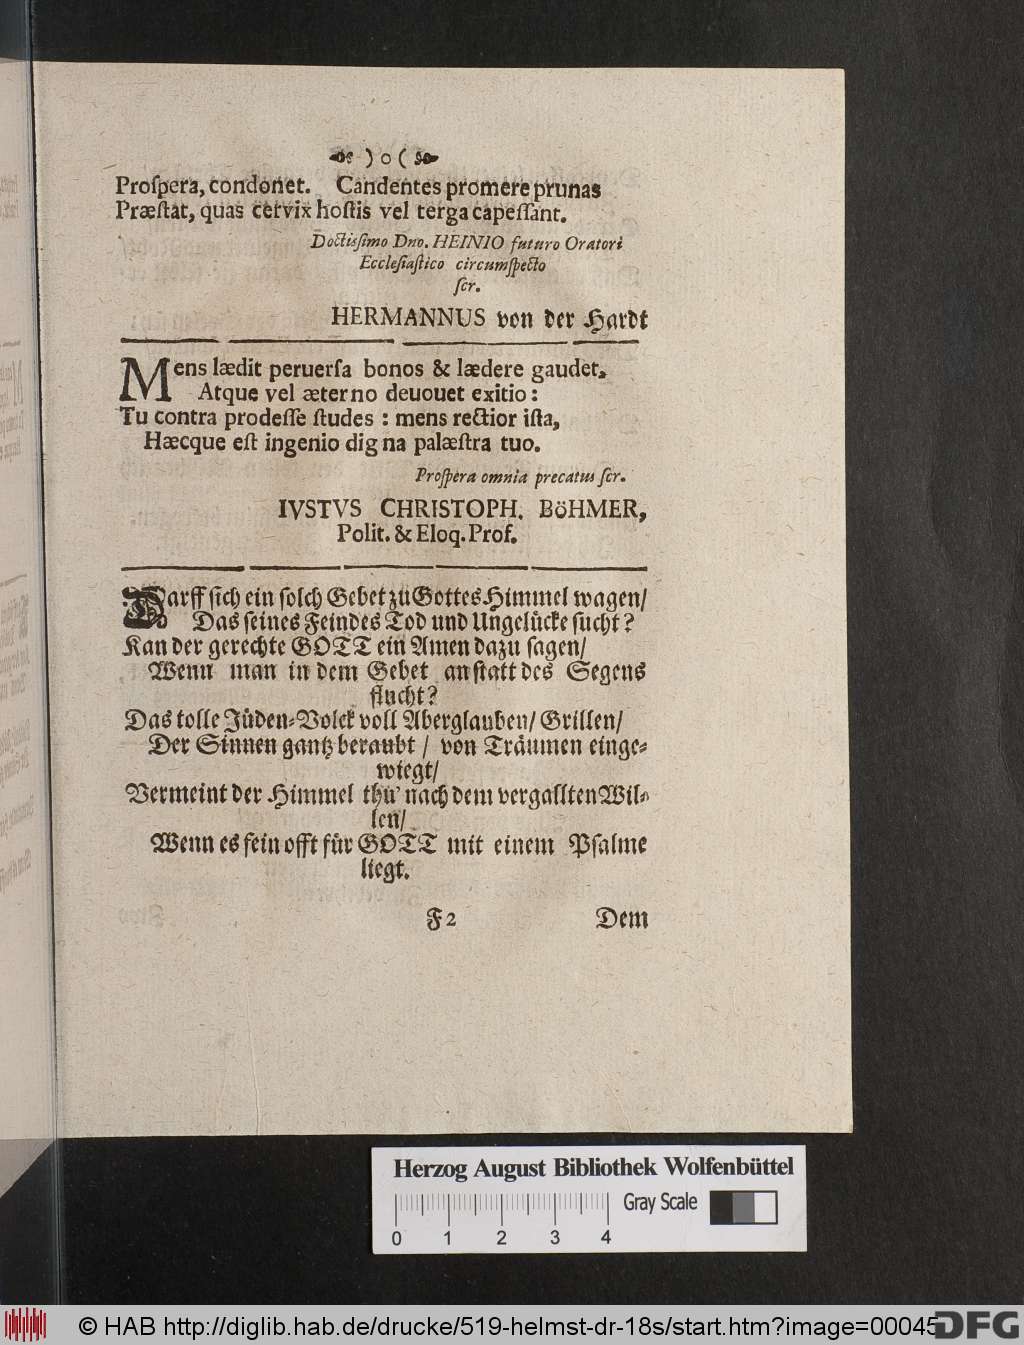 ) o (
Proſpera, condonet. Candentes promere prunas
Præſtat, quas cervix hoſtis vel terga capeſſant.
Doctisſimo Dno. HEINIO futuro Oratori
Eccleſiaſtico circumſpecto
ſcr.
HERMANNUS von der Hardt
Mens lædit peruerſa bonos & lædere gaudet,
Atque vel æterno deuouet exitio:
Tu contra prodeſſe ſtudes: mens rectior iſta,
Hæcque eſt ingenio digna palæſtra tuo.
Proſpera omnia precatus ſcr.
IVSTVS CHRISTOPH. BöHMER,
Polit. & Eloq. Prof.
Darff ſich ein ſolch Gebet zu Gottes Himmel wagen/
Das ſeines Feindes Tod und Ungelücke ſucht?
Kan der gerechte GOTT ein Amen dazu ſagen/
Wenn man in dem Gebet anſtatt des Segens
flucht?
Das tolle Jüden-Volck voll Aberglauben/ Grillen/
Der Sinnen gantz beraubt / von Träumen einge-
wiegt/
Vermeint der Himmel thu' nach dem vergallten Wil-
len/
Wenn es fein offt für GOTT mit einem Pſalme
liegt.
F 2 Dem
Herzog August Bibliothek Wolfenbüttel
Gray Scale
0 1 2 3 4
© HAB http://diglib.hab.de/drucke/519-helmst-dr-18s/start.htm?image=00045
DFG